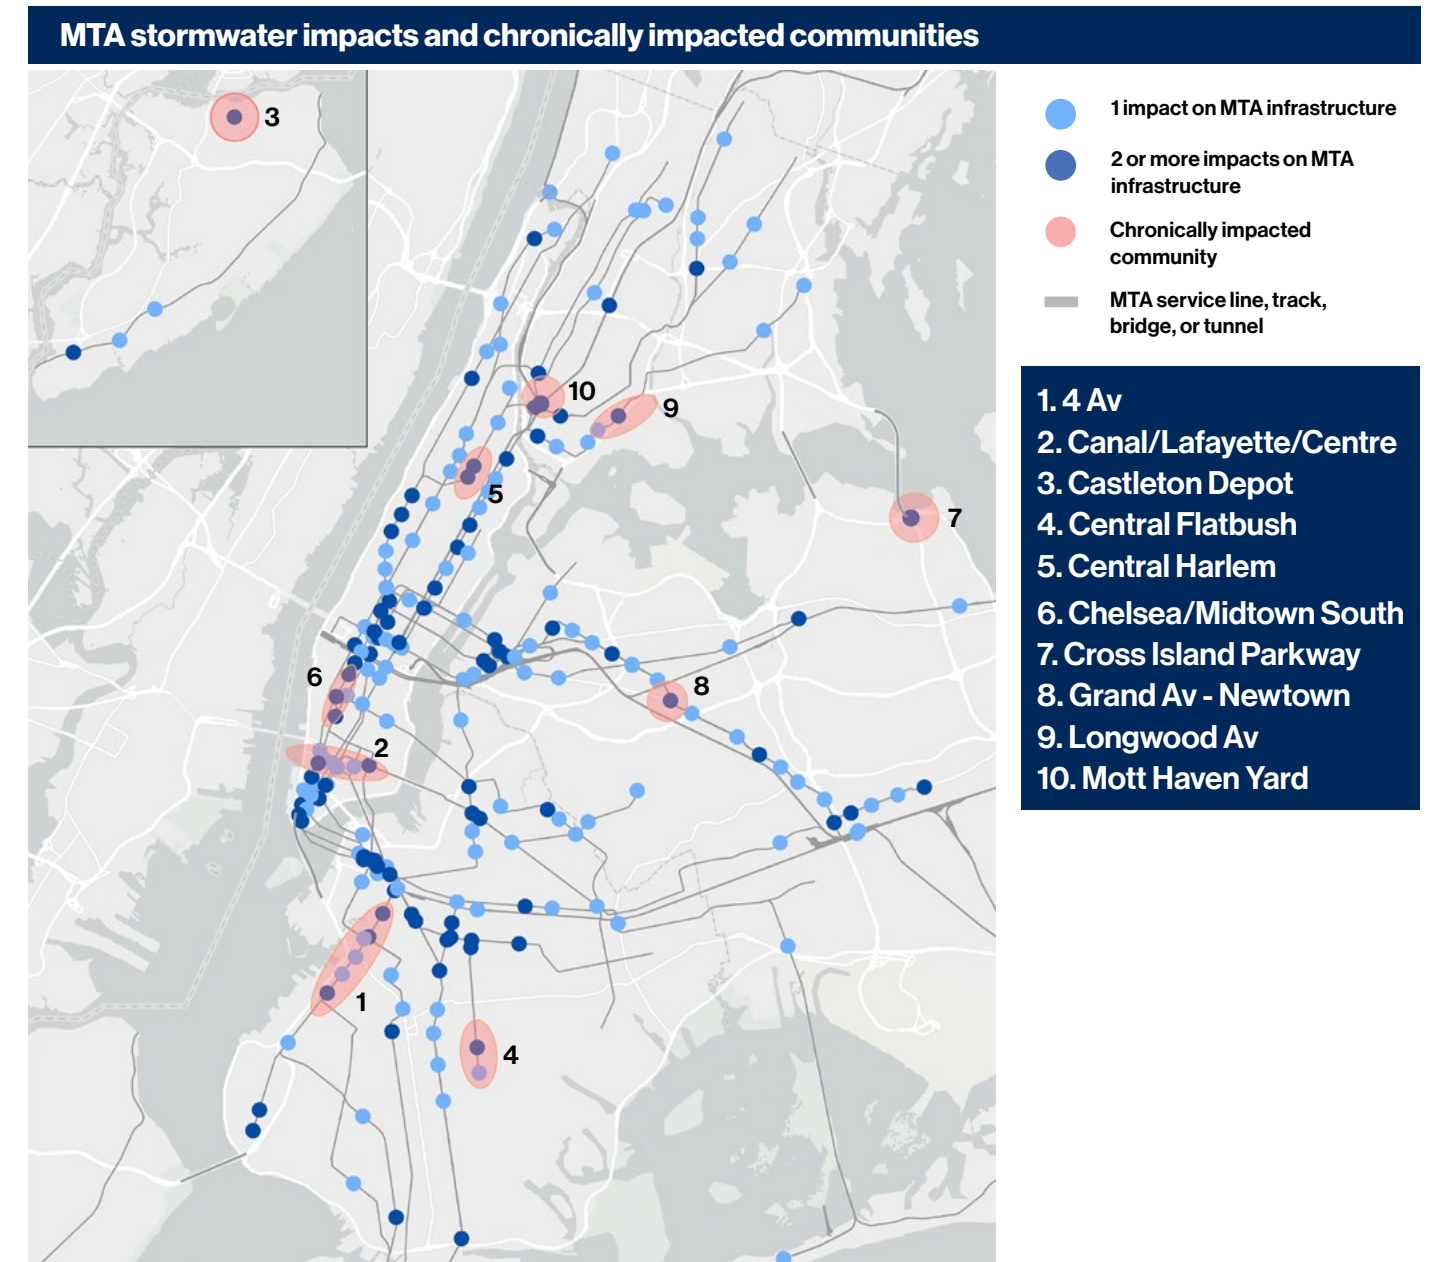 MTA stormwater impacts and chronically impacted communities
1 impact on MTA infrastructure
2 or more impacts on MTA
infrastructure
Chronically impacted
community
MTA service line, track,
bridge, or tunnel
1. 4 Av
2. Canal/Lafayette/Centre
3. Castleton Depot
4. Central Flatbush
5. Central Harlem
6. Chelsea/Midtown South
7. Cross Island Parkway
8. Grand Av - Newtown
9. Longwood Av
10. Mott Haven Yard
3
10
9
5
7
6
8
2
1
4